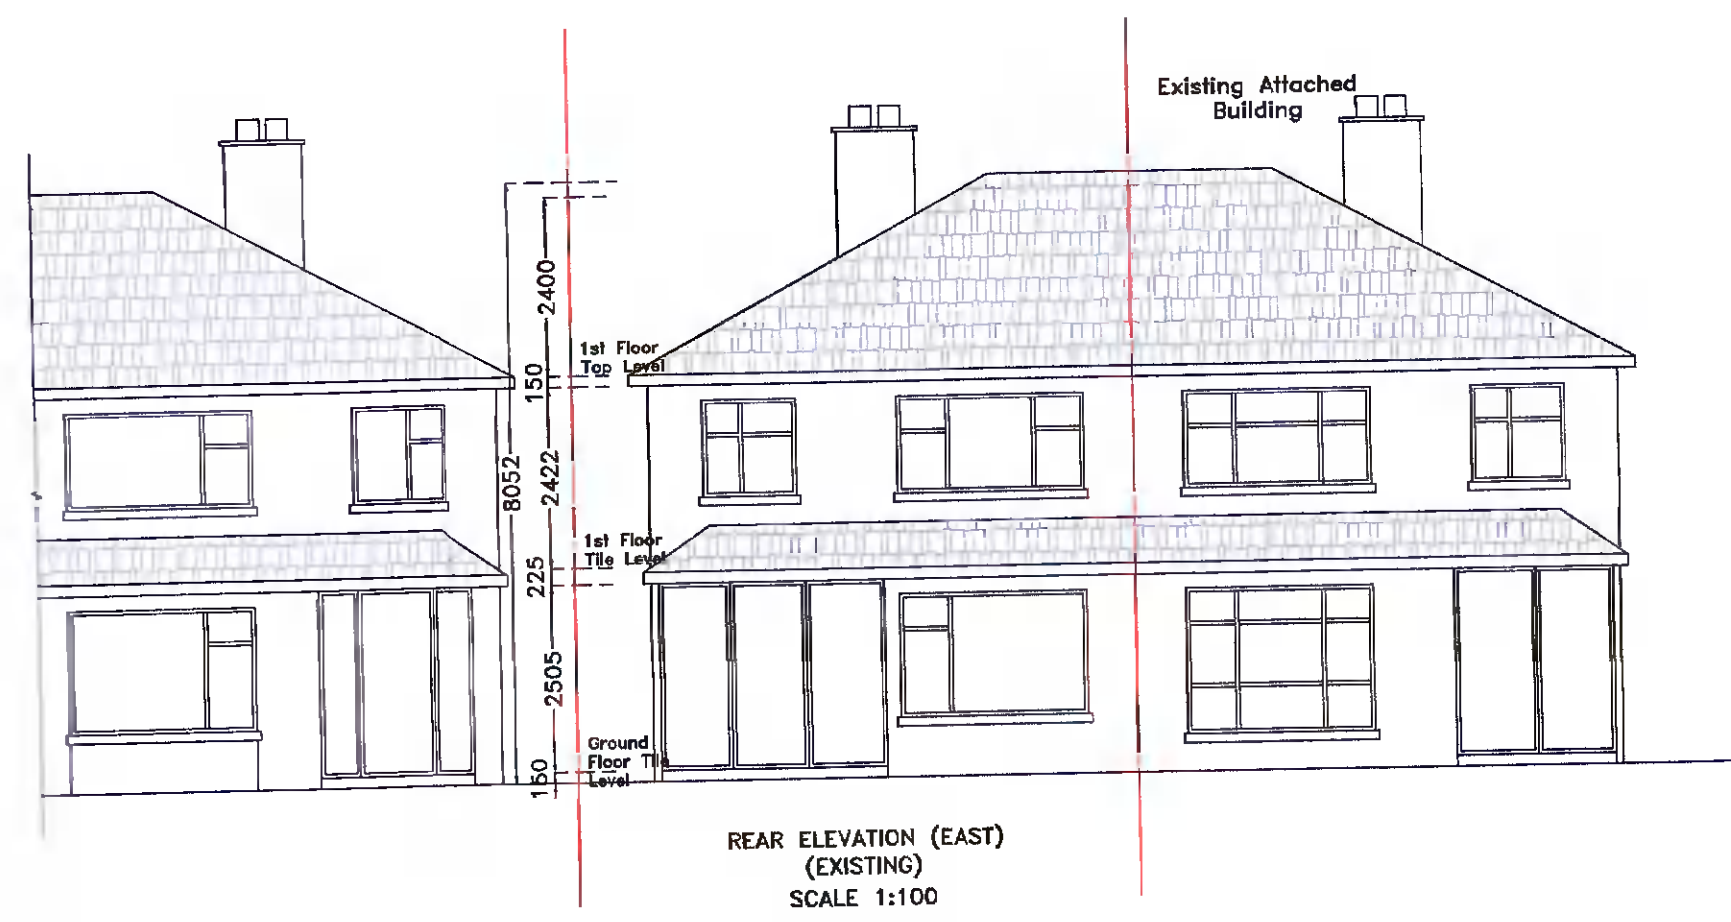 Existing Attached
Building
2400
1st Floor
Top Level
150
8052
2422
1st Floor
Tile Level
225
2505
Ground
Floor Tile
Level
150
REAR ELEVATION (EAST)
(EXISTING)
SCALE 1:100